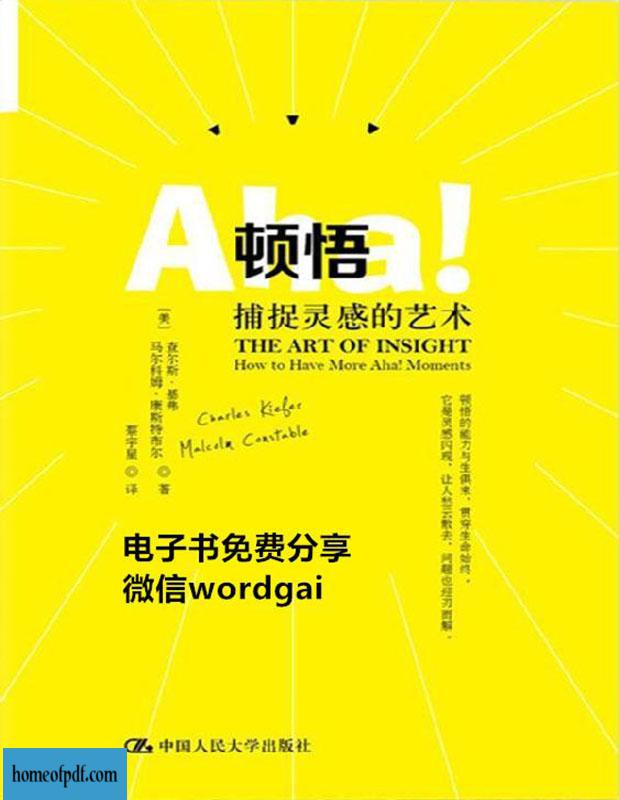 Aha!
顿悟
捕捉灵感的艺术
THE ART OF INSIGHT
How to Have More Aha! Moments
[美]
查尔斯·基弗
马尔科姆·康斯特布尔 ◎ 著
蔡宇星 ◎ 译
Charles Kiefer
Malcolm Constable
顿悟的能力与生俱来，贯穿生命始终。
它是灵感闪现，让人愁云散去，问题也迎刃而解。
电子书免费分享
微信wordgai
中国人民大学出版社
homeofpdf.com